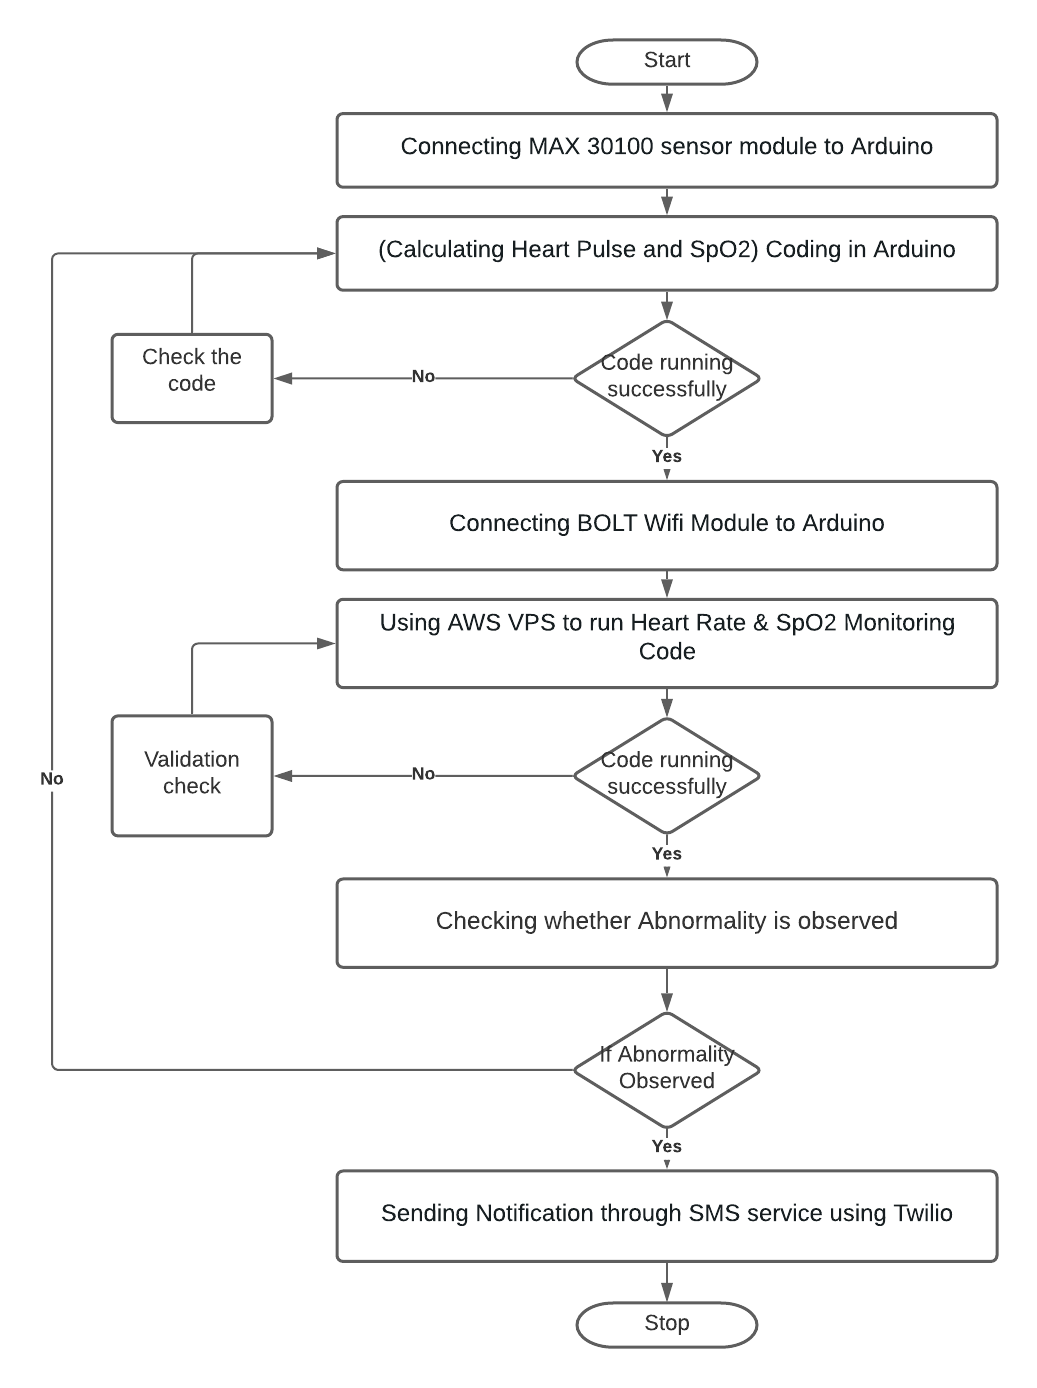 Start
Connecting MAX 30100 sensor module to Arduino
(Calculating Heart Pulse and SpO2) Coding in Arduino
Code running
successfully
No
Check the
code
Yes
Connecting BOLT Wifi Module to Arduino
Using AWS VPS to run Heart Rate & SpO2 Monitoring
Code
Code running
successfully
No
Validation
check
No
Yes
Checking whether Abnormality is observed
If Abnormality
Observed
Yes
Sending Notification through SMS service using Twilio
Stop